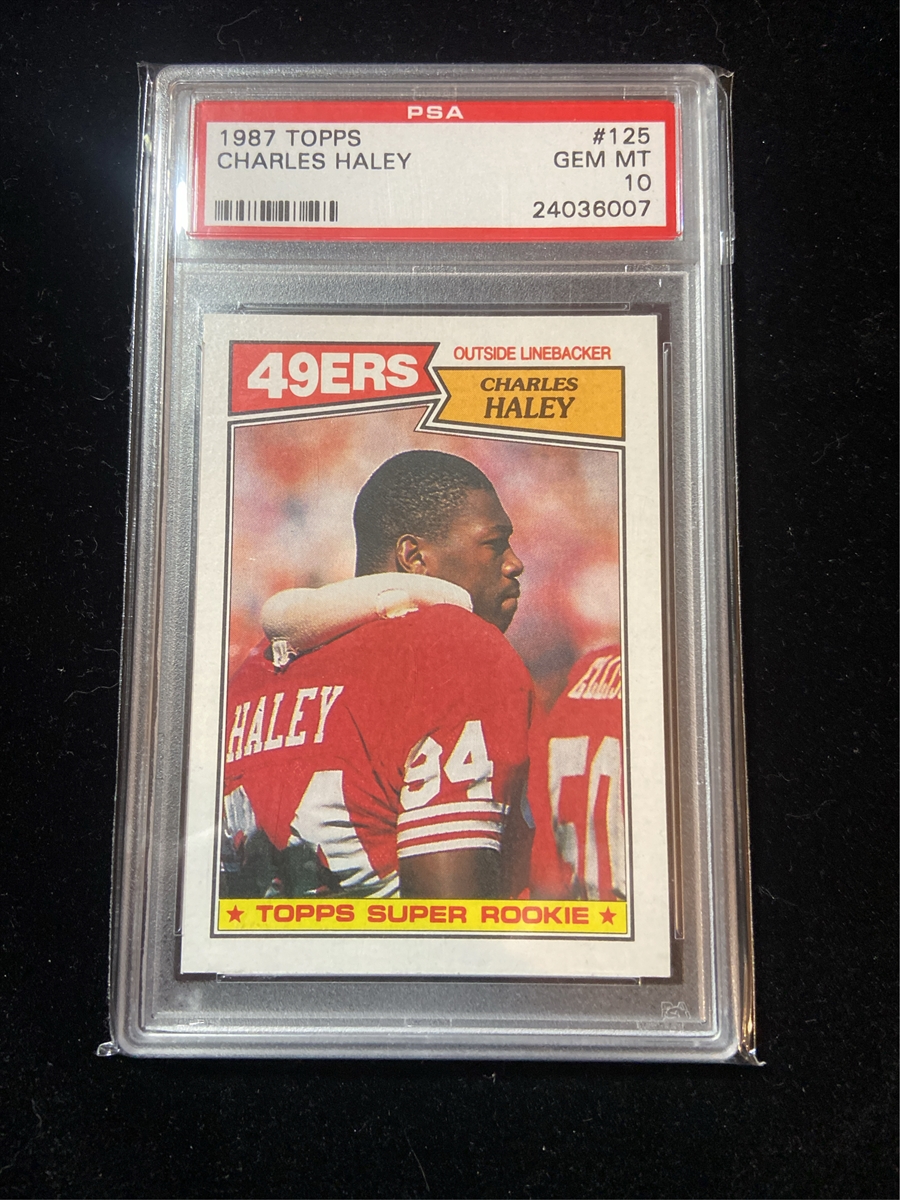 PSA
1987 TOPPS #125
CHARLES HALEY GEM MT
10
24036007
49ERS
OUTSIDE LINEBACKER
CHARLES
HALEY
HALEY
94
50
★ TOPPS SUPER ROOKIE ★